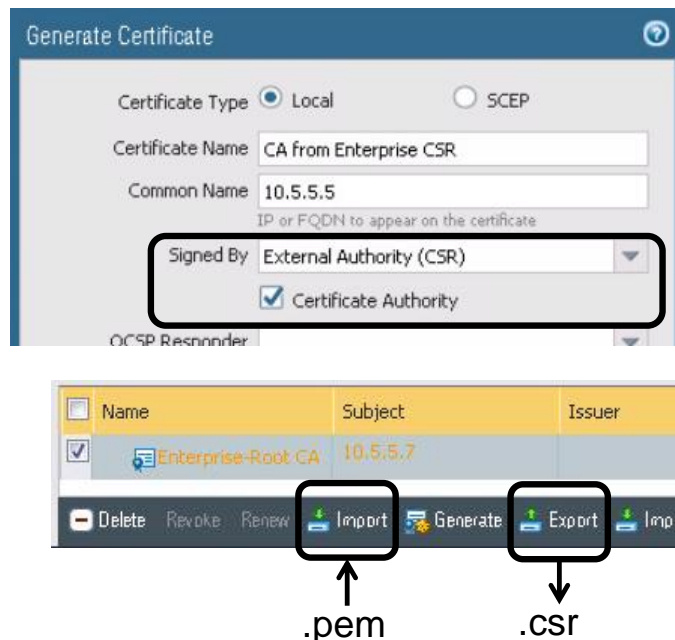 Generate Certificate
Certificate Type Local SCEP
Certificate Name CA from Enterprise CSR
Common Name 10.5.5.5
IP or FQDN to appear on the certificate
Signed By External Authority (CSR)
Certificate Authority
OCSP Responder
Name Subject Issuer
Enterprise-Root CA 10.5.5.7
Delete Revoke Renew Import Generate Export Imp
.pem .csr